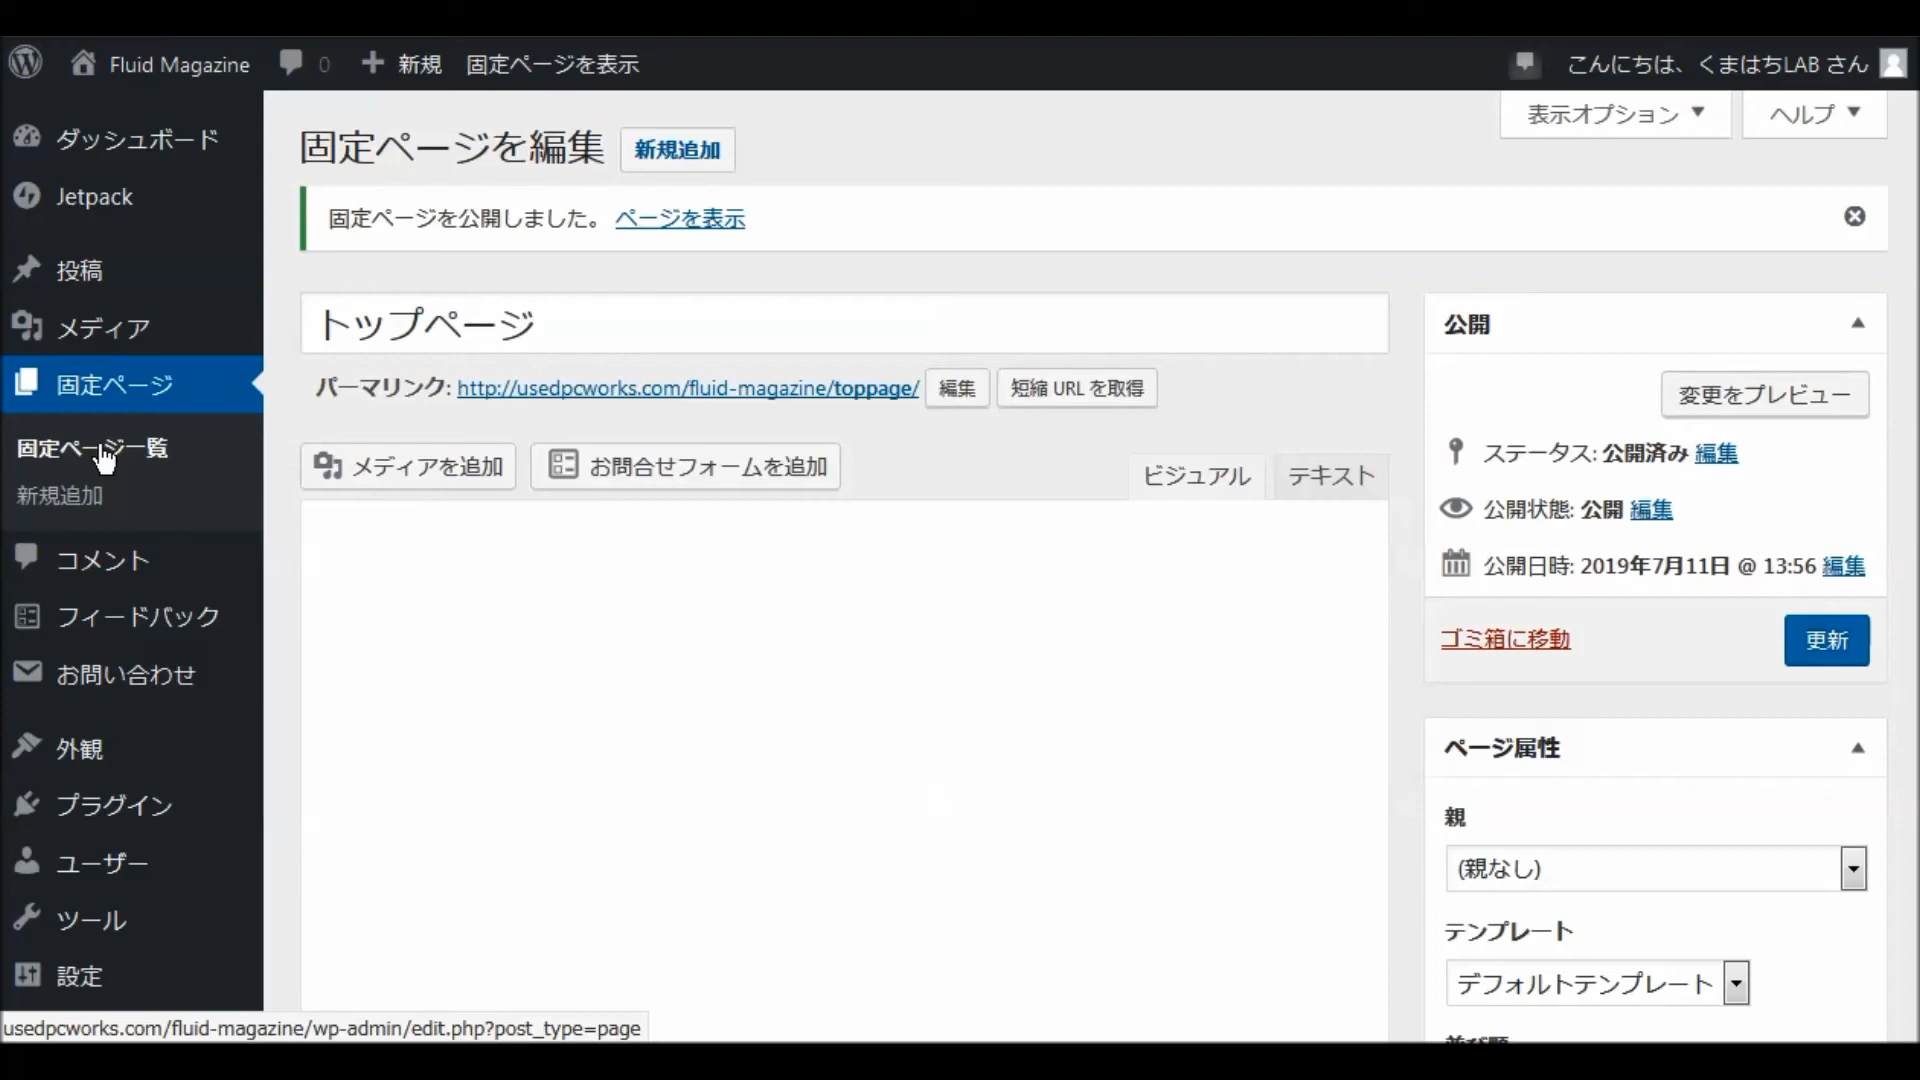 Fluid Magazine 0 新規 固定ページを表示 こんにちは、くまはちLAB さん
表示オプション ヘルプ
ダッシュボード
Jetpack
投稿
メディア
固定ページ
固定ページ一覧
新規追加
コメント
フィードバック
お問い合わせ
外観
プラグイン
ユーザー
ツール
設定
固定ページを編集 新規追加
固定ページを公開しました。 ページを表示
トップページ
パーマリンク: http://usedpcworks.com/fluid-magazine/toppage/ 編集 短縮 URL を取得
メディアを追加 お問合せフォームを追加 ビジュアル テキスト
公開
変更をプレビュー
ステータス: 公開済み 編集
公開状態: 公開 編集
公開日時: 2019年7月11日 @ 13:56 編集
ゴミ箱に移動 更新
ページ属性
親
(親なし)
テンプレート
デフォルトテンプレート
usedpcworks.com/fluid-magazine/wp-admin/edit.php?post_type=page